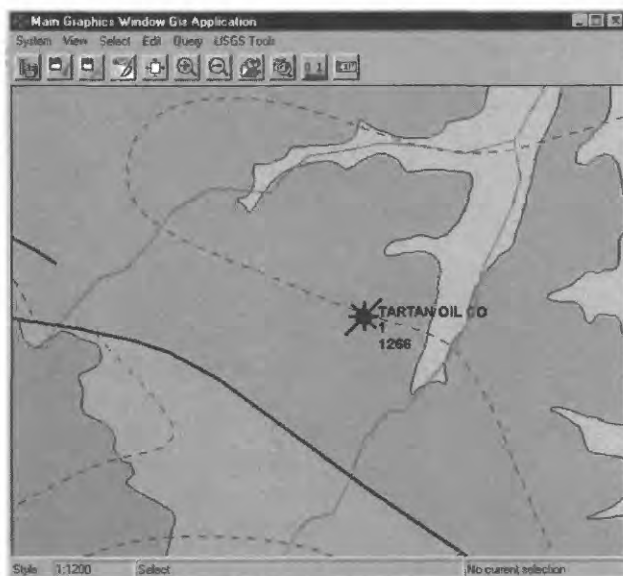 Main Graphics Window Gis Application
System View Select Edit Query USGS Tools
TARTAN OIL CO
1
1266
Style 1:1200 Select No current selection